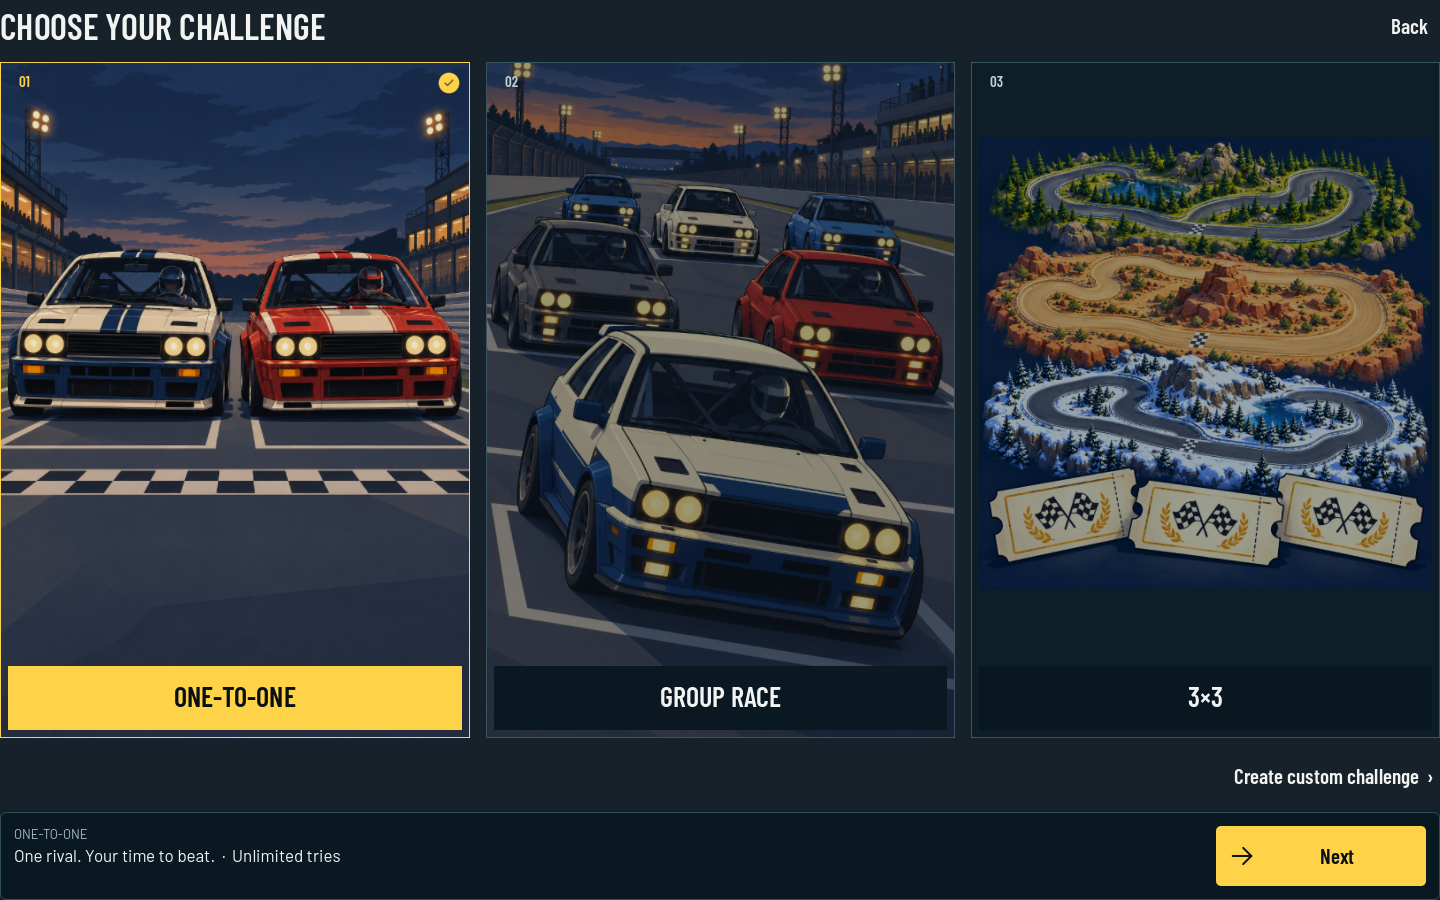 CHOOSE YOUR CHALLENGE
Back
01
02
03
ONE-TO-ONE
GROUP RACE
3×3
Create custom challenge ›
ONE-TO-ONE
One rival. Your time to beat. · Unlimited tries
Next